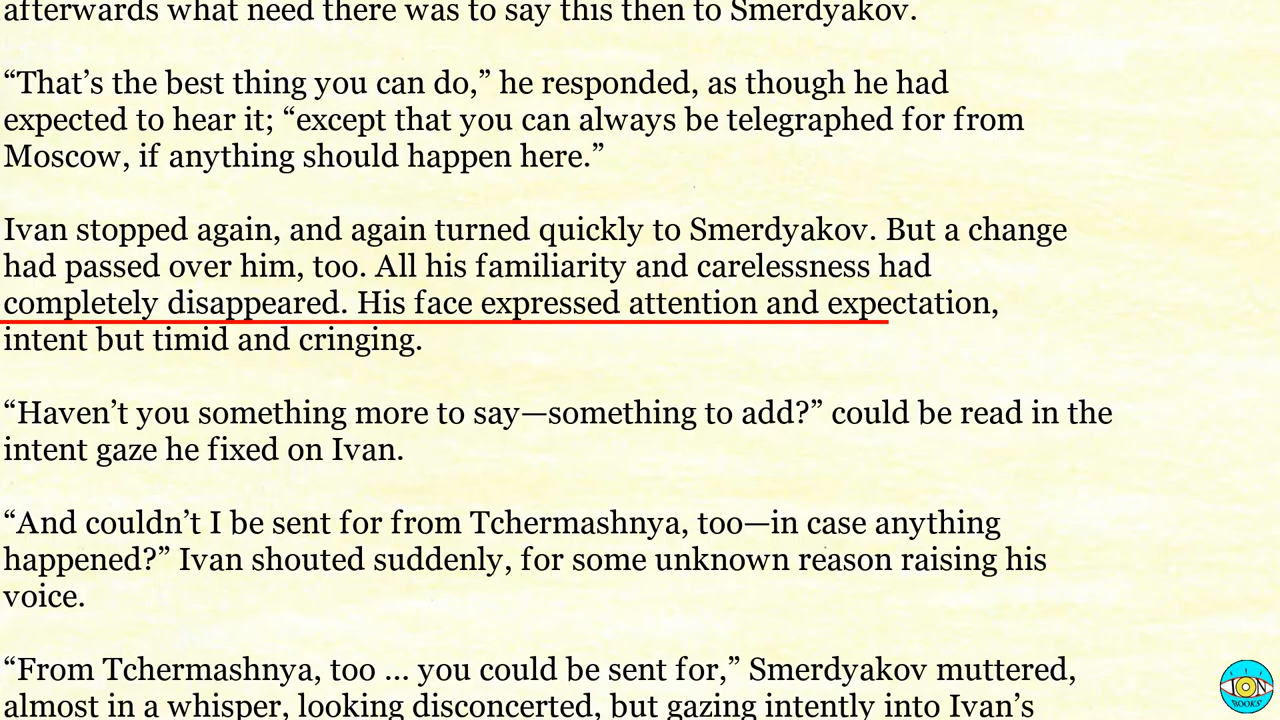 afterwards what need there was to say this then to Smerdyakov.
“That’s the best thing you can do,” he responded, as though he had
expected to hear it; “except that you can always be telegraphed for from
Moscow, if anything should happen here.”
Ivan stopped again, and again turned quickly to Smerdyakov. But a change
had passed over him, too. All his familiarity and carelessness had
completely disappeared. His face expressed attention and expectation,
intent but timid and cringing.
“Haven’t you something more to say—something to add?” could be read in the
intent gaze he fixed on Ivan.
“And couldn’t I be sent for from Tchermashnya, too—in case anything
happened?” Ivan shouted suddenly, for some unknown reason raising his
voice.
“From Tchermashnya, too ... you could be sent for,” Smerdyakov muttered,
almost in a whisper, looking disconcerted, but gazing intently into Ivan’s
ION
BOOKS